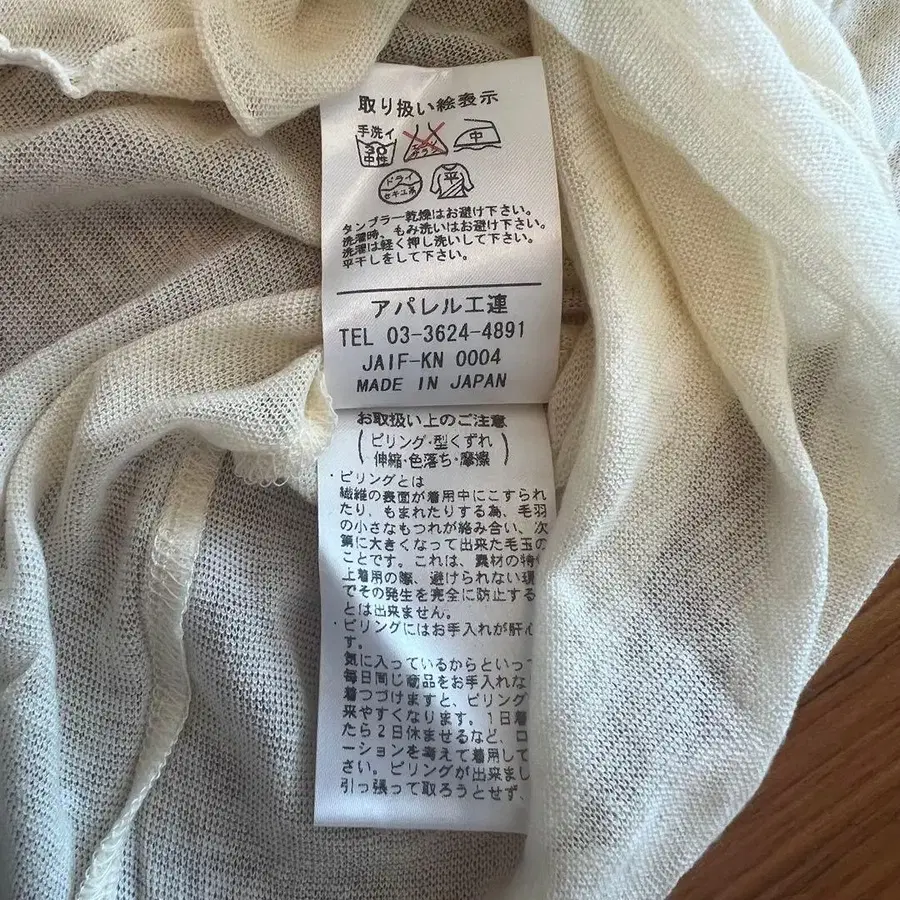 取り扱い絵表示
手洗イ
30
中性
エンソ
サラシ
中
ドライ
セキユ系
平
タンブラー乾燥はお避け下さい。
洗濯時、もみ洗いはお避け下さい。
洗濯は軽く押し洗いして下さい。
平干しをして下さい。
アパレル工連
TEL 03-3624-4891
JAIF-KN 0004
MADE IN JAPAN
お取扱い上のご注意
(ピリング・型くずれ
伸縮・色落ち・摩擦)
・ピリングとは
繊維の表面が着用中にこすられ
たり、もまれたりする為、毛羽
の小さなもつれが絡み合い、次
第に大きくなって出来た毛玉の
ことです。これは、素材の特
上着用の際、避けられない現
でその発生を完全に防止する
とは出来ません。
・ピリングにはお手入れが肝心
す。
気に入っているからといって
毎日同じ商品をお手入れな
着つづけますと、ピリング
来やすくなります。1日着
たら2日休ませるなど、ロ
ーションを考えて着用して
さい。ピリングが出来まし
引っ張って取ろうとせず、